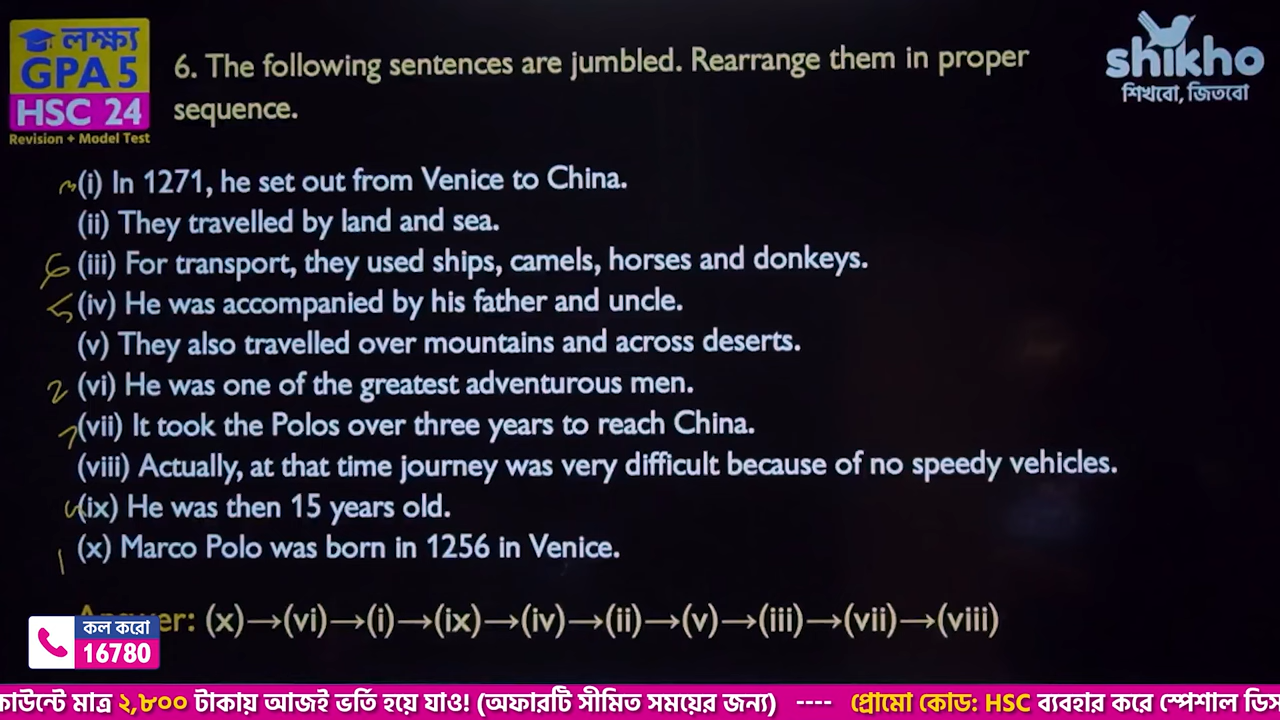 লক্ষ্য
GPA 5
HSC 24
Revision + Model Test
shikho
শিখবো, জিতবো
6. The following sentences are jumbled. Rearrange them in proper
sequence.
(i) In 1271, he set out from Venice to China.
(ii) They travelled by land and sea.
6 (iii) For transport, they used ships, camels, horses and donkeys.
5 (iv) He was accompanied by his father and uncle.
(v) They also travelled over mountains and across deserts.
2 (vi) He was one of the greatest adventurous men.
7 (vii) It took the Polos over three years to reach China.
(viii) Actually, at that time journey was very difficult because of no speedy vehicles.
(ix) He was then 15 years old.
1 (x) Marco Polo was born in 1256 in Venice.
Answer: (x)→(vi)→(i)→(ix)→(iv)→(ii)→(v)→(iii)→(vii)→(viii)
কল করো
16780
কাউন্টে মাত্র ২,৮০০ টাকায় আজই ভর্তি হয়ে যাও! (অফারটি সীমিত সময়ের জন্য) ---- প্রোমো কোড: HSC ব্যবহার করে স্পেশাল ডিস